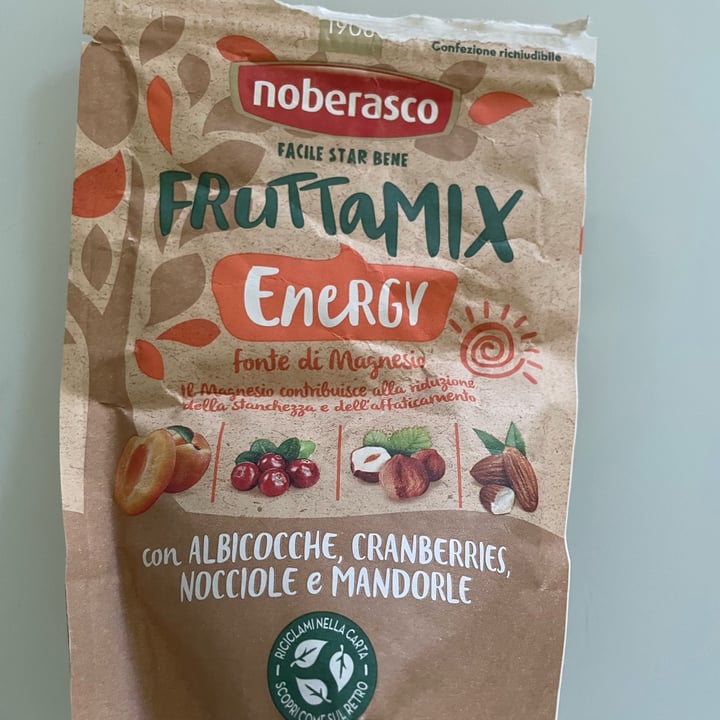 1908
Confezione richiudibile
noberasco
FACILE STAR BENE
FRUTTAMIX
ENERGY
fonte di Magnesio
Il Magnesio contribuisce alla riduzione
della stanchezza e dell'affaticamento
con ALBICOCCHE, CRANBERRIES,
NOCCIOLE e MANDORLE
RICICLAMI NELLA CARTA
SCOPRI COME SUL RETRO